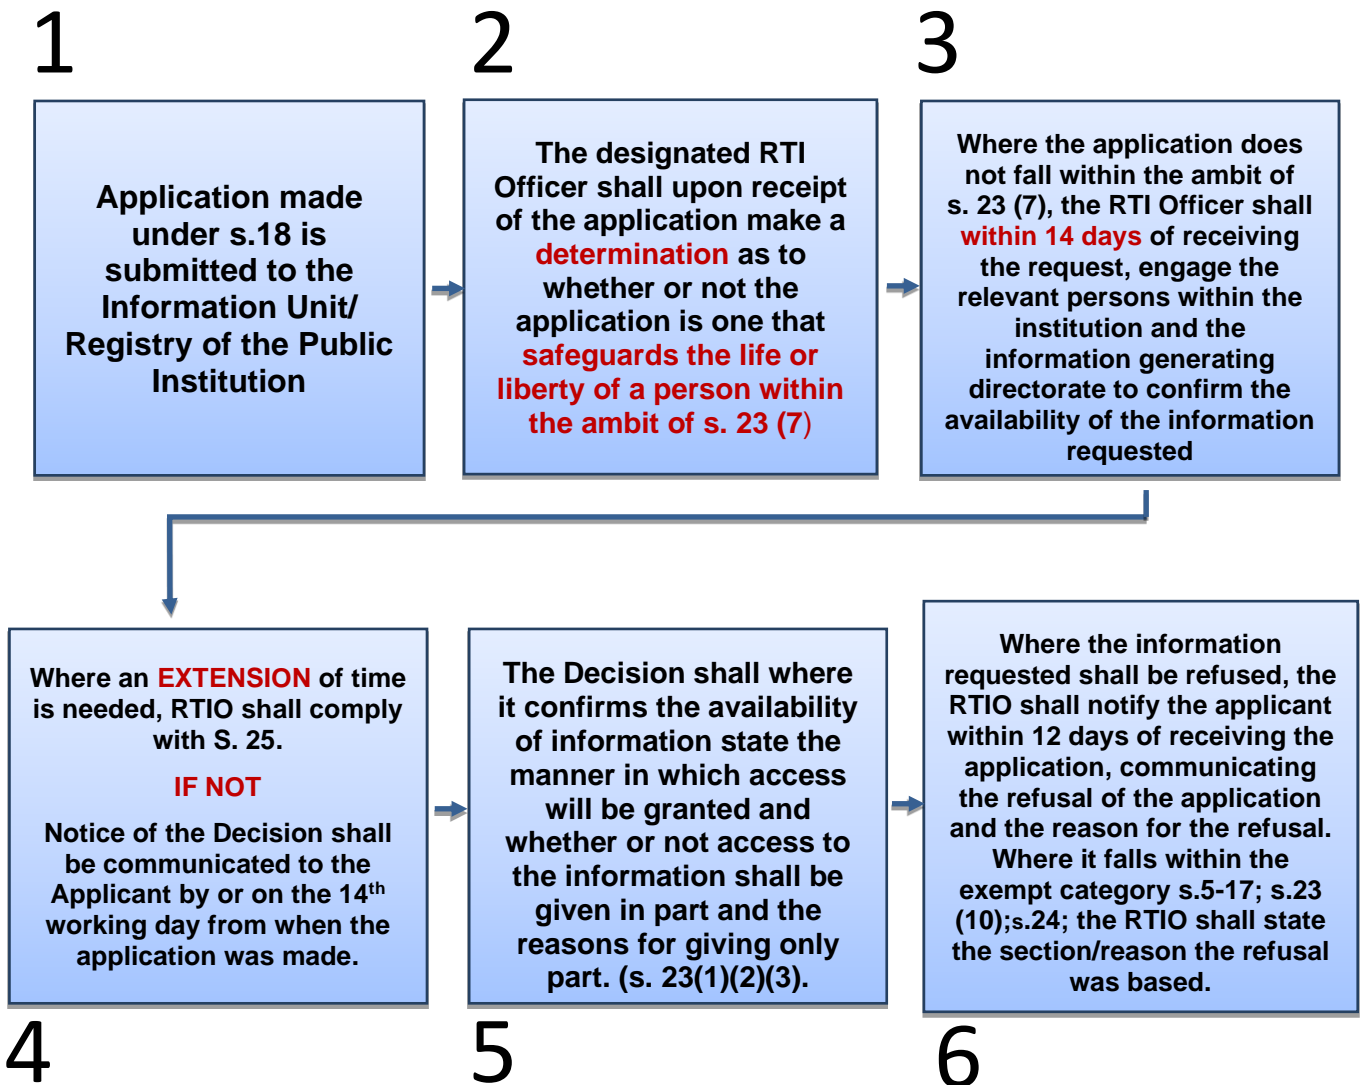 1
Application made
under s.18 is
submitted to the
Information Unit/
Registry of the Public
Institution
2
The designated RTI
Officer shall upon receipt
of the application make a
determination as to
whether or not the
application is one that
safeguards the life or
liberty of a person within
the ambit of s. 23 (7)
3
Where the application does
not fall within the ambit of
s. 23 (7), the RTI Officer shall
within 14 days of receiving
the request, engage the
relevant persons within the
institution and the
information generating
directorate to confirm the
availability of the information
requested
Where an EXTENSION of time
is needed, RTIO shall comply
with S. 25.
IF NOT
Notice of the Decision shall
be communicated to the
Applicant by or on the 14th
working day from when the
application was made.
4
The Decision shall where
it confirms the availability
of information state the
manner in which access
will be granted and
whether or not access to
the information shall be
given in part and the
reasons for giving only
part. (s. 23(1)(2)(3).
5
Where the information
requested shall be refused, the
RTIO shall notify the applicant
within 12 days of receiving the
application, communicating
the refusal of the application
and the reason for the refusal.
Where it falls within the
exempt category s.5-17; s.23
(10);s.24; the RTIO shall state
the section/reason the refusal
was based.
6